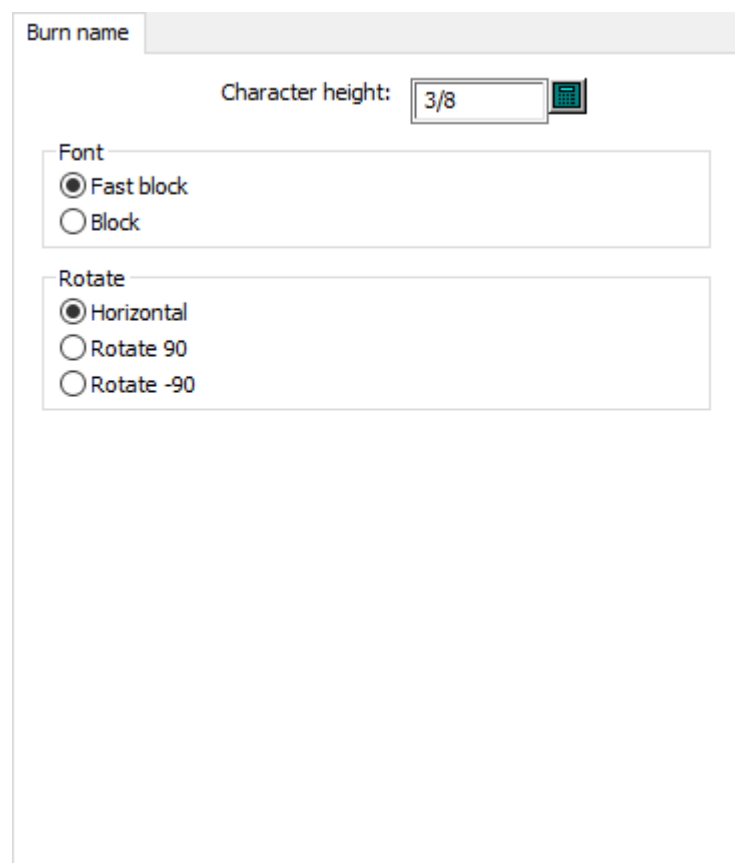 Burn name
Character height: 3/8
Font
Fast block
Block
Rotate
Horizontal
Rotate 90
Rotate -90